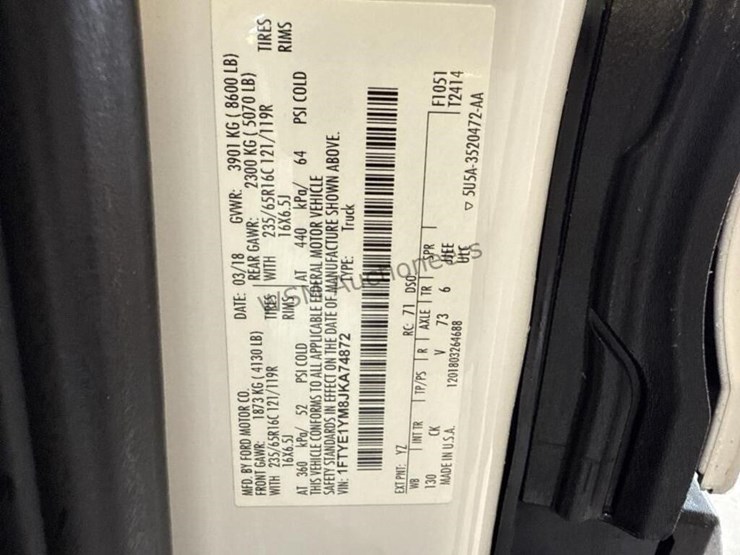 MFD. BY FORD MOTOR CO.
DATE: 03/18 GVWR: 3901 KG ( 8600 LB)
FRONT GAWR: 1873 KG ( 4130 LB) REAR GAWR: 2300 KG ( 5070 LB)
WITH 235/65R16C 121/119R TIRES WITH 235/65R16C 121/119R TIRES
16X6.5J RIMS 16X6.5J RIMS
AT 360 kPa/ 52 PSI COLD AT 440 kPa/ 64 PSI COLD
THIS VEHICLE CONFORMS TO ALL APPLICABLE FEDERAL MOTOR VEHICLE
SAFETY STANDARDS IN EFFECT ON THE DATE OF MANUFACTURE SHOWN ABOVE.
VIN: 1FTYE1YM8JKA74872 TYPE: Truck
EXT PNT: YZ RC: 71 DSO:
WB INT TR TP/PS R AXLE TR SPR F1051
130 CK V 73 6 JJEE T2414
MADE IN U.S.A. 1201803264688
▽ 5U5A-3520472-AA